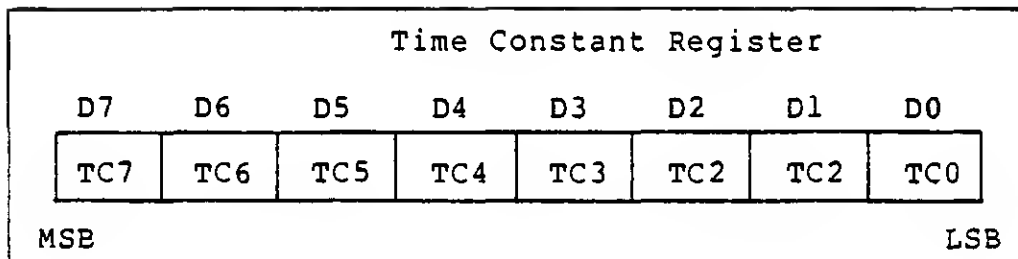 Time Constant Register
D7 D6 D5 D4 D3 D2 D1 D0
TC7 TC6 TC5 TC4 TC3 TC2 TC2 TC0
MSB LSB